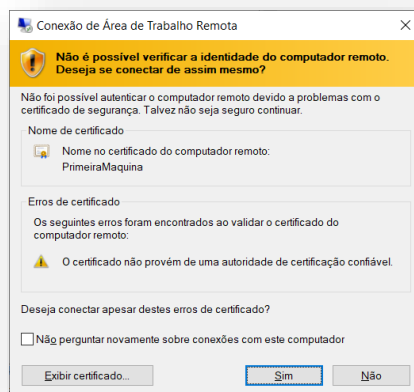 Conexão de Área de Trabalho Remota
Não é possível verificar a identidade do computador remoto.
Deseja se conectar de assim mesmo?
Não foi possível autenticar o computador remoto devido a problemas com o
certificado de segurança. Talvez não seja seguro continuar.
Nome de certificado
Nome no certificado do computador remoto:
PrimeiraMaquina
Erros de certificado
Os seguintes erros foram encontrados ao validar o certificado do
computador remoto:
O certificado não provém de uma autoridade de certificação confiável.
Deseja conectar apesar destes erros de certificado?
Não perguntar novamente sobre conexões com este computador
Exibir certificado...
Sim
Não